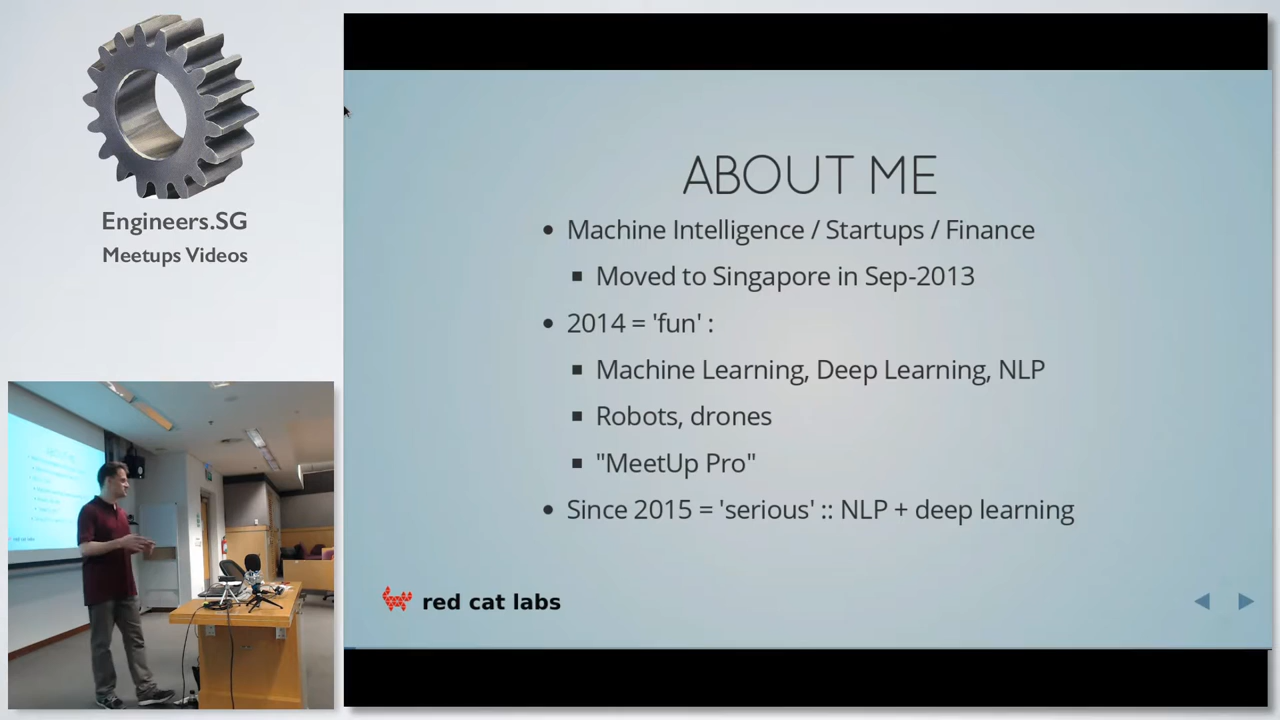 Engineers.SG
Meetups Videos
ABOUT ME
• Machine Intelligence / Startups / Finance
▪ Moved to Singapore in Sep-2013
• 2014 = 'fun' :
▪ Machine Learning, Deep Learning, NLP
▪ Robots, drones
▪ "MeetUp Pro"
• Since 2015 = 'serious' :: NLP + deep learning
red cat labs